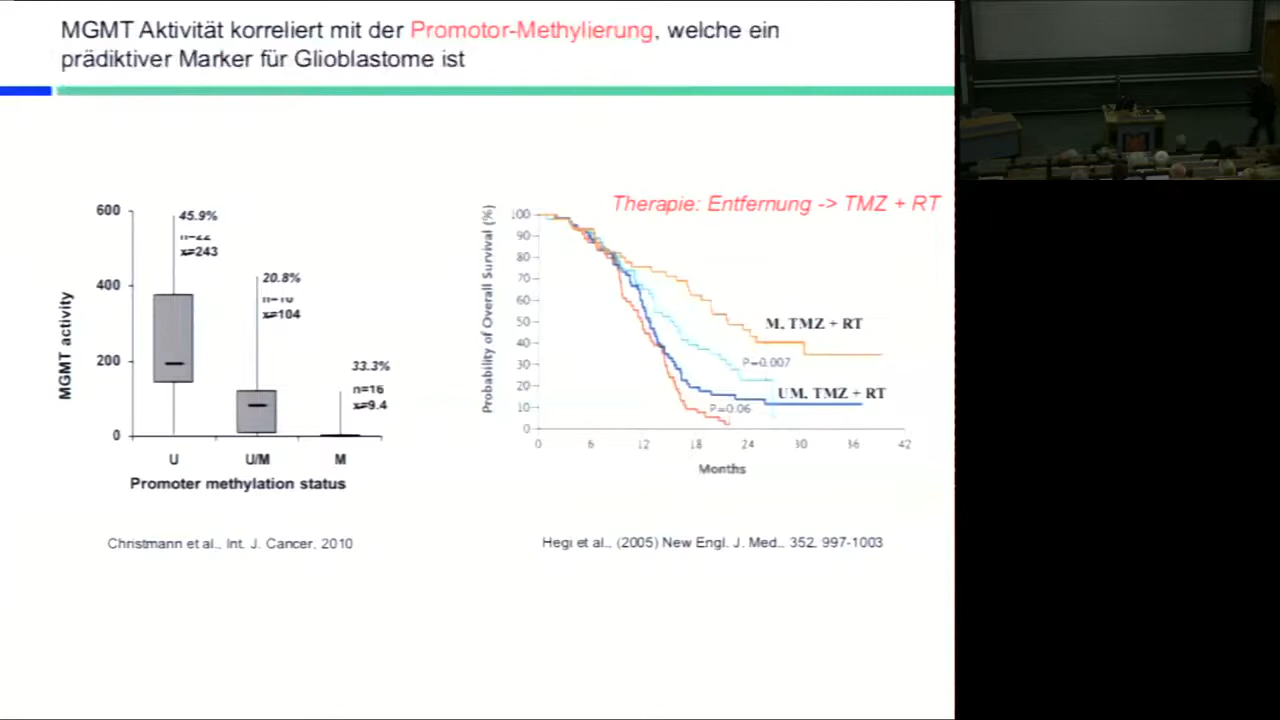 MGMT Aktivität korreliert mit der Promotor-Methylierung, welche ein
prädiktiver Marker für Glioblastome ist
MGMT activity
600
400
200
0
45.9%
x=243
20.8%
x=104
33.3%
n=16
x=9.4
U
U/M
M
Promoter methylation status
Christmann et al., Int. J. Cancer, 2010
Therapie: Entfernung -> TMZ + RT
Probability of Overall Survival (%)
100
90
80
70
60
50
40
30
20
10
0
M, TMZ + RT
P=0.007
UM, TMZ + RT
P=0.06
0
6
12
18
24
30
36
42
Months
Hegi et al., (2005) New Engl. J. Med., 352, 997-1003